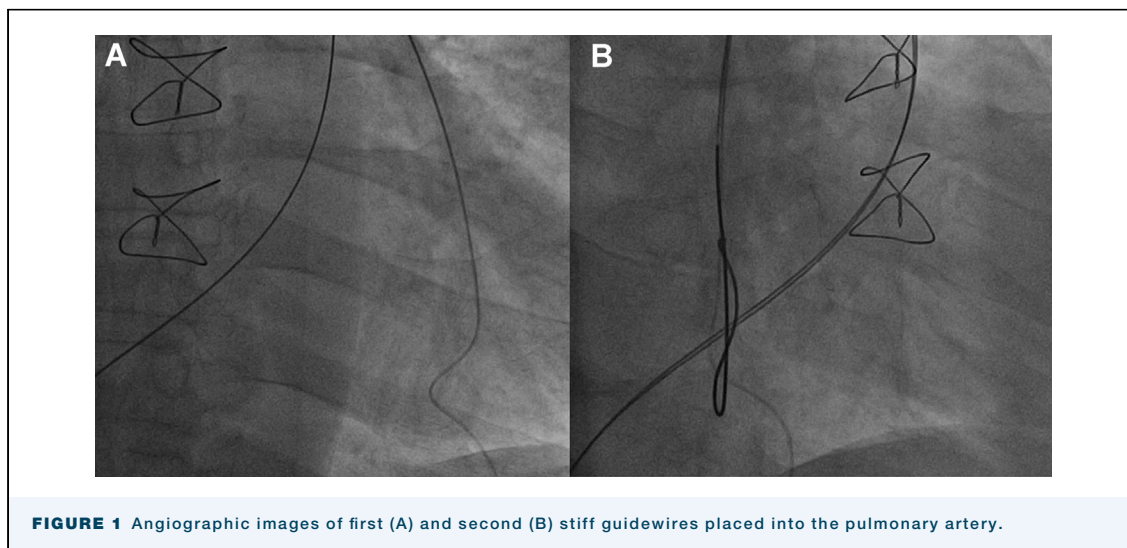 A
B
FIGURE 1 Angiographic images of first (A) and second (B) stiff guidewires placed into the pulmonary artery.